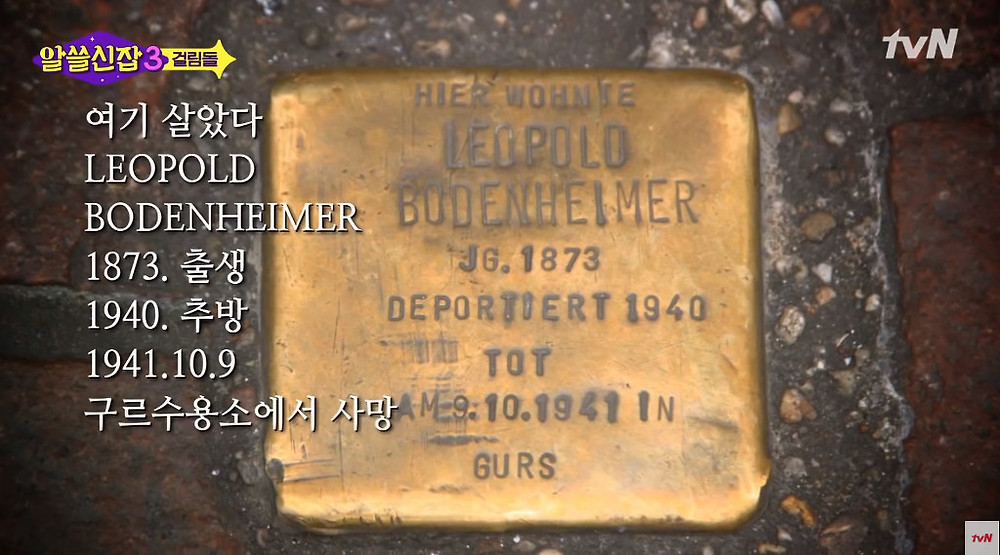 알쓸신잡3 걸림돌
tvN
여기 살았다
LEOPOLD
BODENHEIMER
1873. 출생
1940. 추방
1941.10.9
구르수용소에서 사망
HIER WOHNTE
LEOPOLD
BODENHEIMER
JG. 1873
DEPORTIERT 1940
TOT
AM 9.10.1941 IN
GURS
tvN